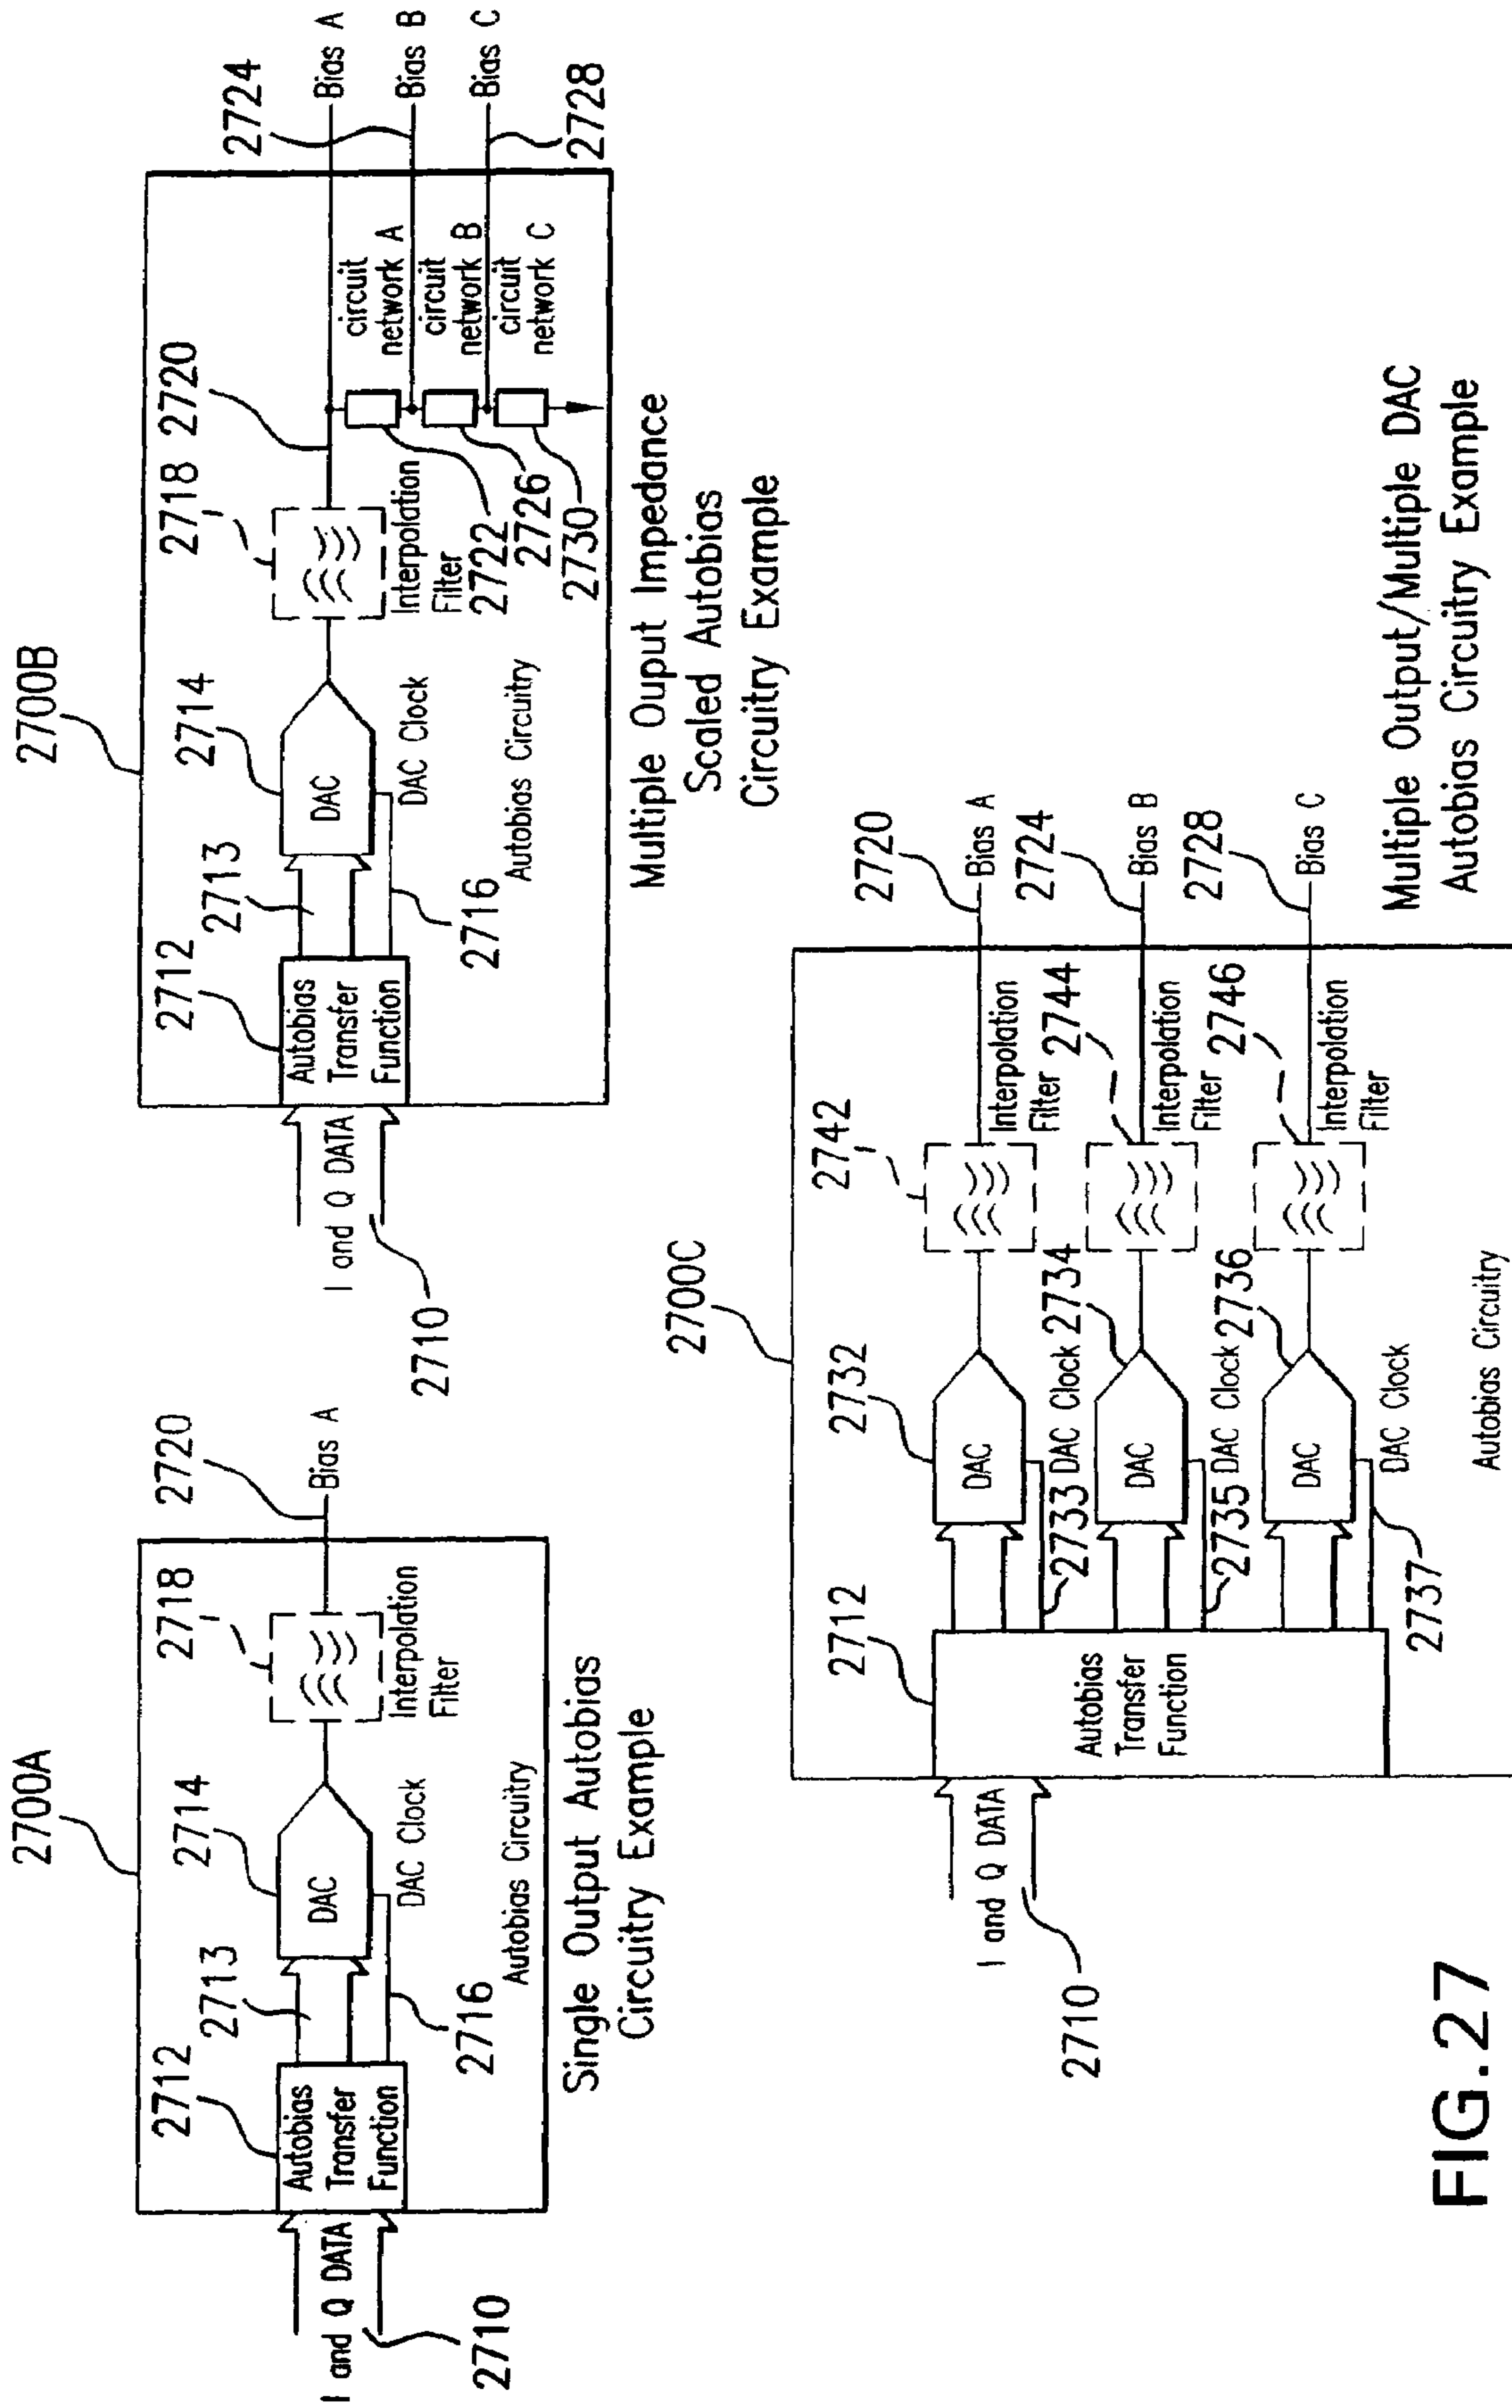 2700A
2712
2713
2714
2718
2720
I and Q DATA
Autobias
Transfer
Function
DAC
DAC Clock
Interpolation
Filter
Bias A
2710
2716
Autobias Circuitry
Single Output Autobias
Circuitry Example
2700B
2712
2713
2714
2718
2720
2724
I and Q DATA
Autobias
Transfer
Function
DAC
DAC Clock
Interpolation
Filter
Bias A
circuit
network A
Bias B
circuit
network B
Bias C
circuit
network C
2710
2716
2722
2726
2730
2728
Autobias Circuitry
Multiple Ouput Impedance
Scaled Autobias
Circuitry Example
2700C
2712
2732
2742
2720
I and Q DATA
DAC
Bias A
Interpolation
Filter
2710
2733
DAC Clock
2734
2744
2724
Autobias
Transfer
Function
DAC
Bias B
Interpolation
Filter
2735
DAC Clock
2736
2746
2728
DAC
Bias C
Interpolation
Filter
2737
DAC Clock
Autobias Circuitry
Multiple Output/Multiple DAC
Autobias Circuitry Example
FIG.27